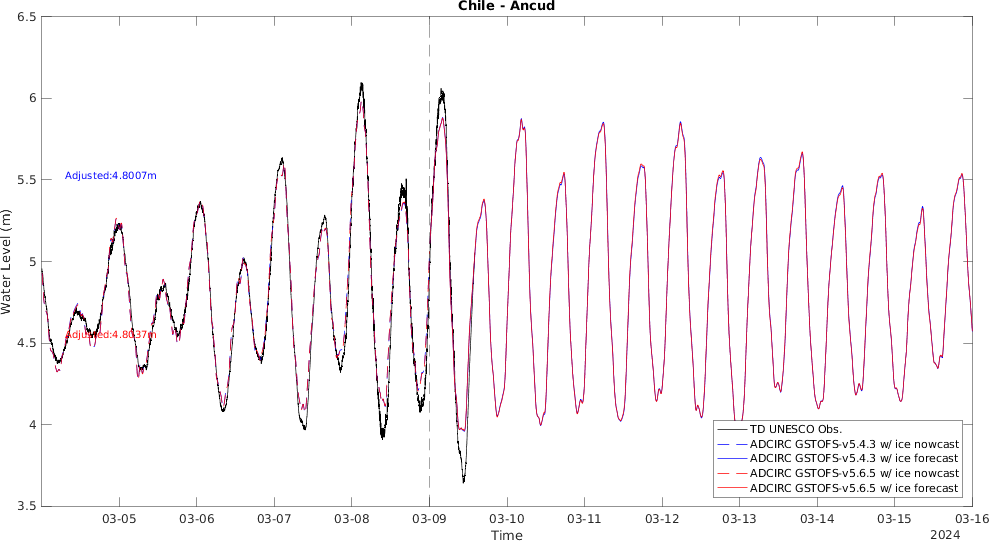 Chile - Ancud
6.5
6
5.5
5
4.5
4
3.5
Water Level (m)
Adjusted:4.8007m
Adjusted:4.8037m
TD UNESCO Obs.
ADCIRC GSTOFS-v5.4.3 w/ ice nowcast
ADCIRC GSTOFS-v5.4.3 w/ ice forecast
ADCIRC GSTOFS-v5.6.5 w/ ice nowcast
ADCIRC GSTOFS-v5.6.5 w/ ice forecast
03-05 03-06 03-07 03-08 03-09 03-10 03-11 03-12 03-13 03-14 03-15 03-16
Time
2024